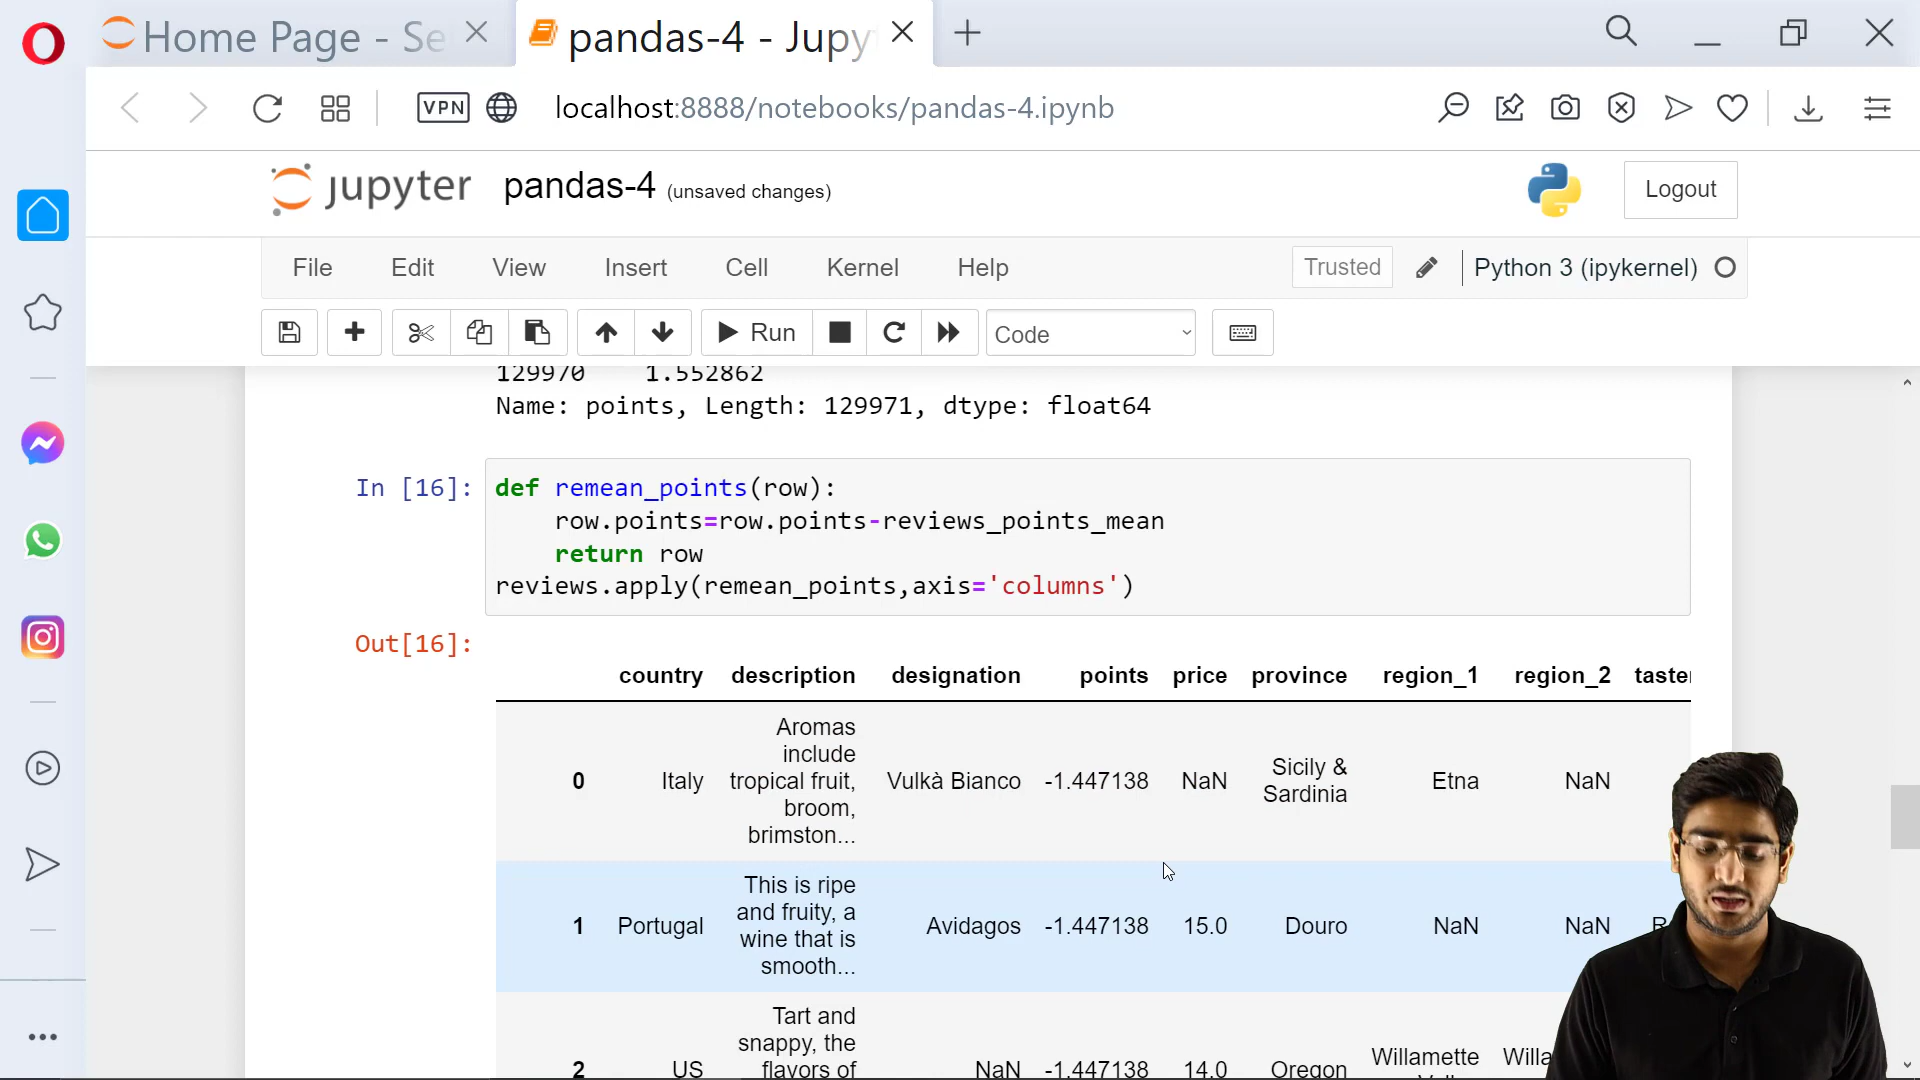 Home Page - Se
pandas-4 - Jupy
VPN
localhost:8888/notebooks/pandas-4.ipynb
jupyter
pandas-4 (unsaved changes)
Logout
File Edit View Insert Cell Kernel Help
Trusted
Python 3 (ipykernel)
Run
Code
129970 1.552862
Name: points, Length: 129971, dtype: float64
In [16]:
def remean_points(row):
row.points=row.points-reviews_points_mean
return row
reviews.apply(remean_points,axis='columns')
Out[16]:
country description designation points price province region_1 region_2 taster
0 Italy Aromas include tropical fruit, broom, brimston... Vulkà Bianco -1.447138 NaN Sicily & Sardinia Etna NaN
1 Portugal This is ripe and fruity, a wine that is smooth... Avidagos -1.447138 15.0 Douro NaN NaN R
2 US Tart and snappy, the flavors of NaN -1.447138 14.0 Oregon Willamette Willa